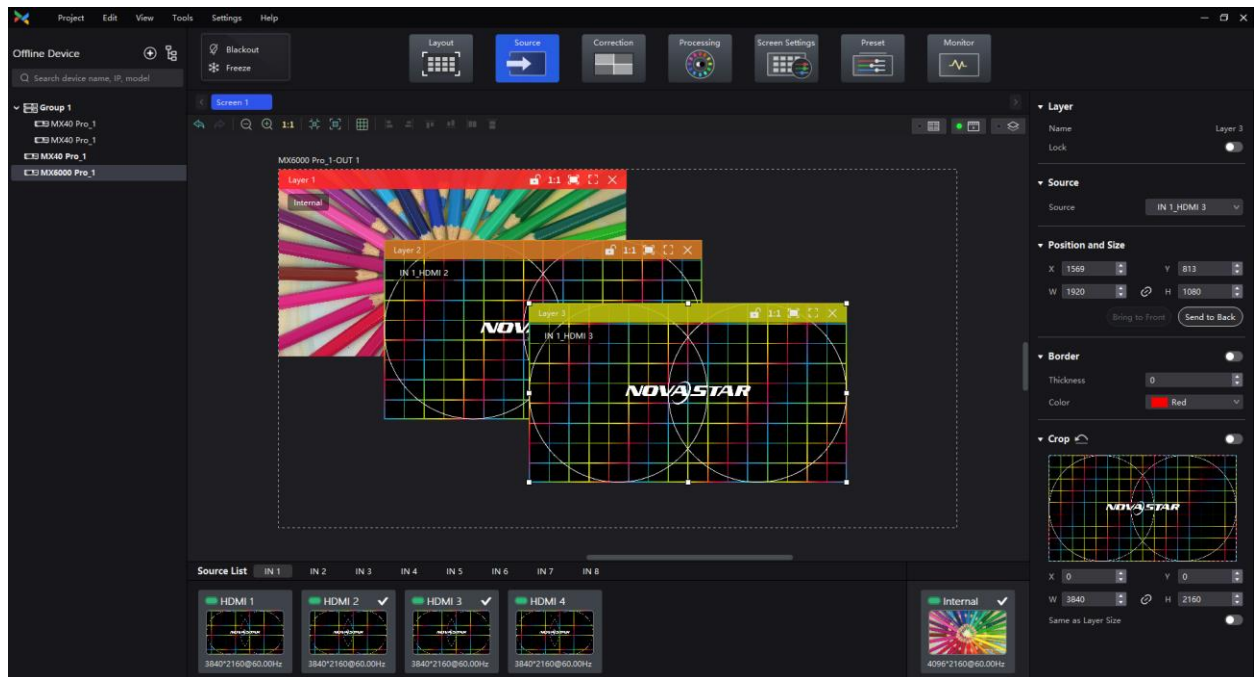 Project Edit View Tools Settings Help
Offline Device
Search device name, IP, model
Group 1
MX40 Pro_1
MX40 Pro_1
MX40 Pro_1
MX6000 Pro_1
Blackout
Freeze
Layout Source Correction Processing Screen Settings Preset Monitor
Screen 1
1:1
MX6000 Pro_1-OUT 1
Layer 1 1:1
Internal
Layer 2 1:1
IN 1_HDMI 2
NOV
Layer 3 1:1
IN 1_HDMI 3
NOVASTAR
Source List IN 1 IN 2 IN 3 IN 4 IN 5 IN 6 IN 7 IN 8
HDMI 1 HDMI 2 HDMI 3 HDMI 4 Internal
NOVASTAR NOVASTAR NOVASTAR NOVASTAR
3840*2160@60.00Hz 3840*2160@60.00Hz 3840*2160@60.00Hz 3840*2160@60.00Hz 4096*2160@60.00Hz
Layer
Name Layer 3
Lock
Source
Source IN 1_HDMI 3
Position and Size
X 1569 Y 813
W 1920 H 1080
Bring to Front Send to Back
Border
Thickness 0
Color Red
Crop
NOVASTAR
X 0 Y 0
W 3840 H 2160
Same as Layer Size